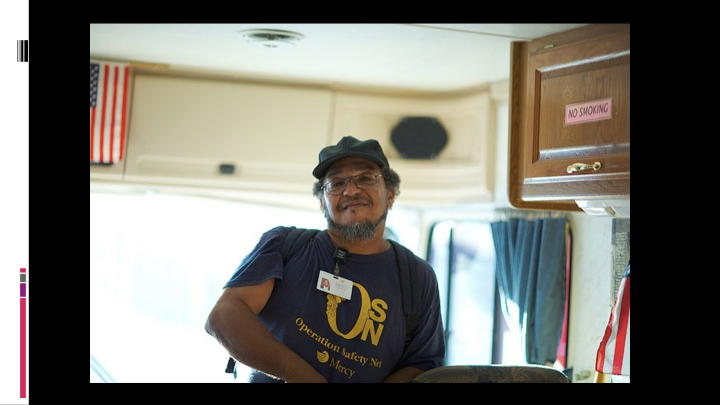 NO SMOKING
OSN
Operation Safety Net
Mercy